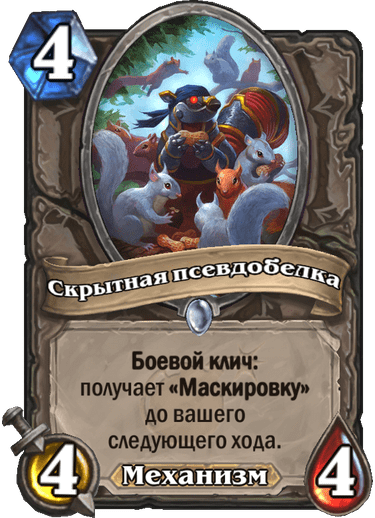 4
Скрытная псевдобелка
Боевой клич:
получает «Маскировку»
до вашего
следующего хода.
4
Механизм
4